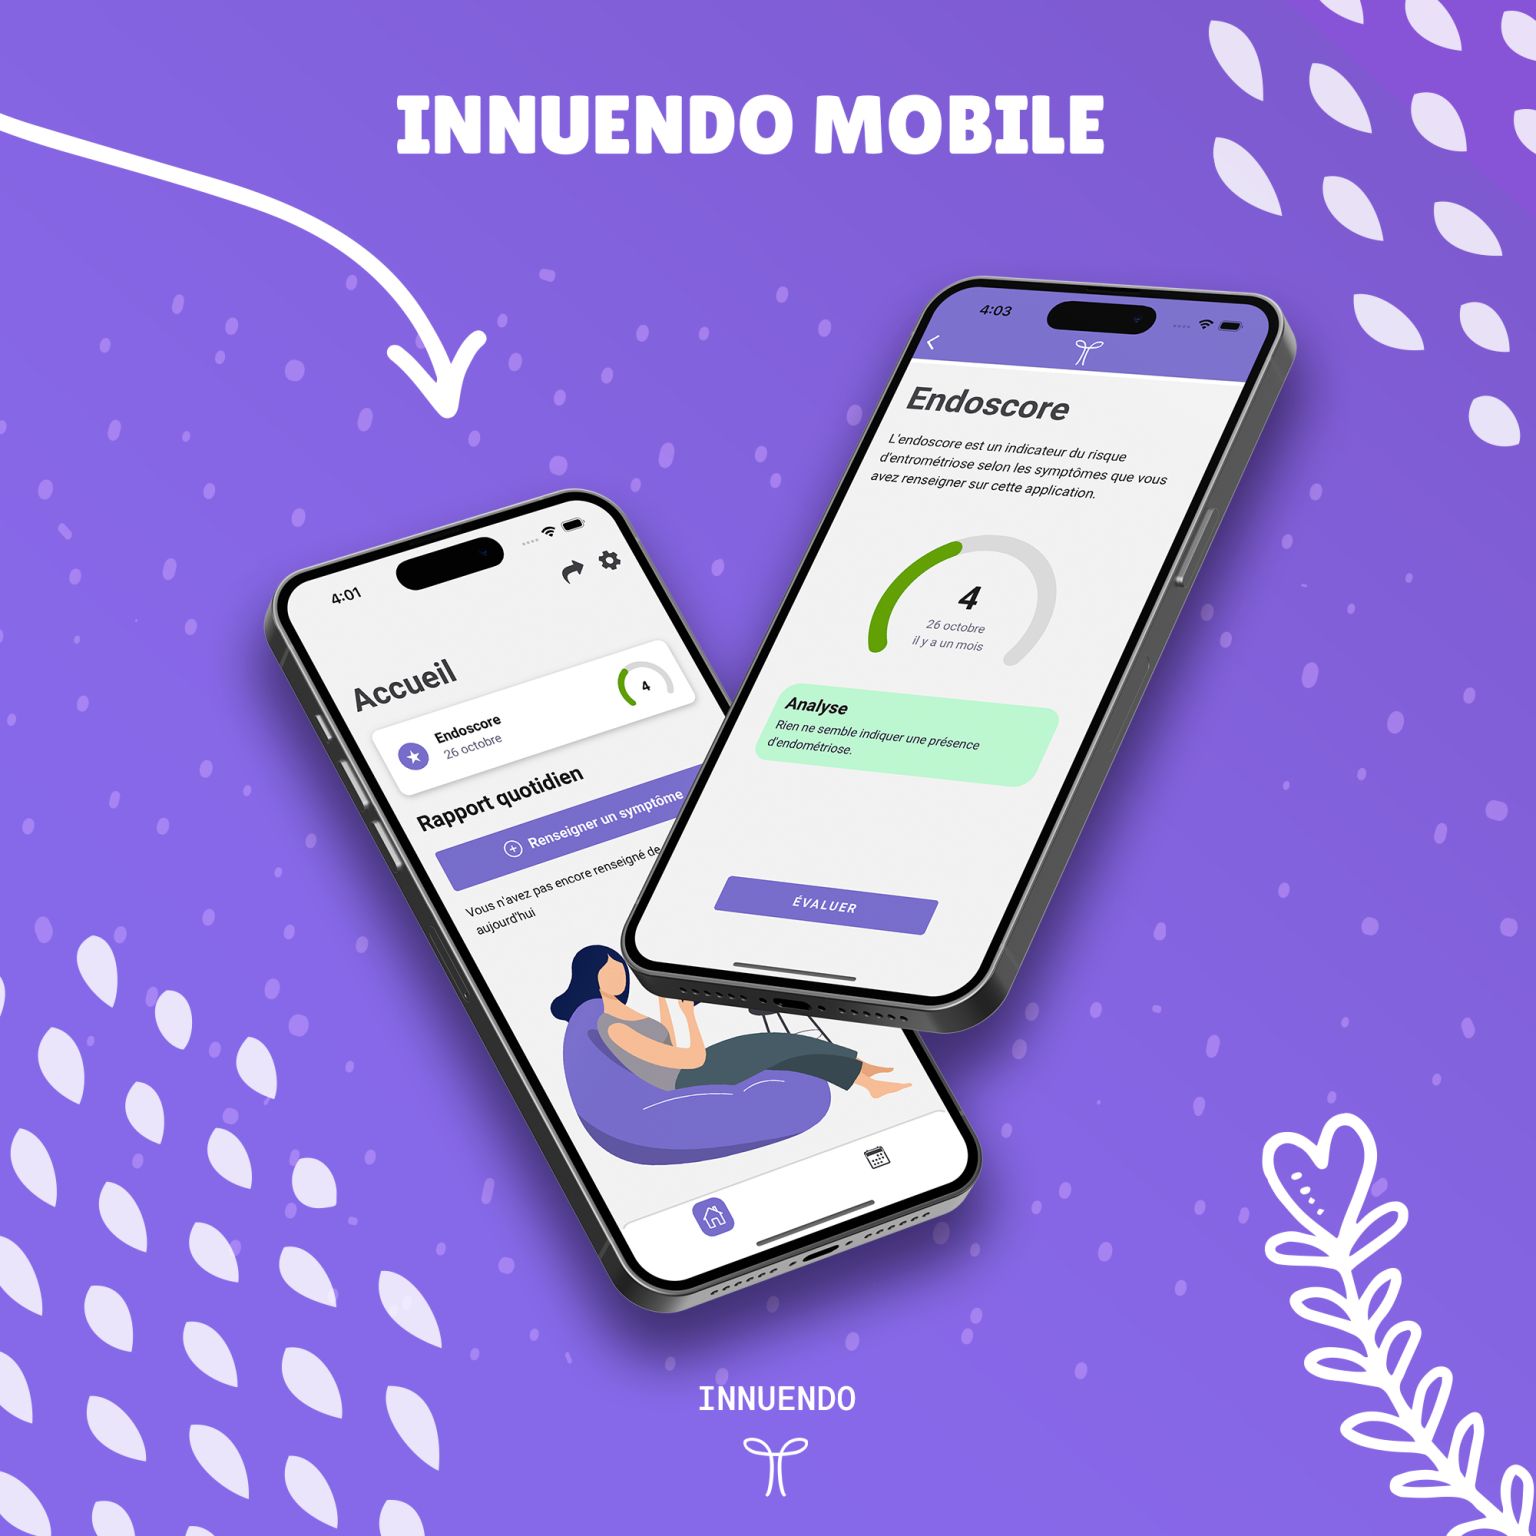 INNUENDO MOBILE
4:03
Endoscore
L'endoscore est un indicateur du risque
d'entrométriose selon les symptômes que vous
avez renseigner sur cette application.
4
26 octobre
il y a un mois
Analyse
Rien ne semble indiquer une présence
d'endométriose.
ÉVALUER
4:01
Accueil
Endoscore
26 octobre
4
Rapport quotidien
Renseigner un symptôme
Vous n'avez pas encore renseigné de
aujourd'hui
INNUENDO